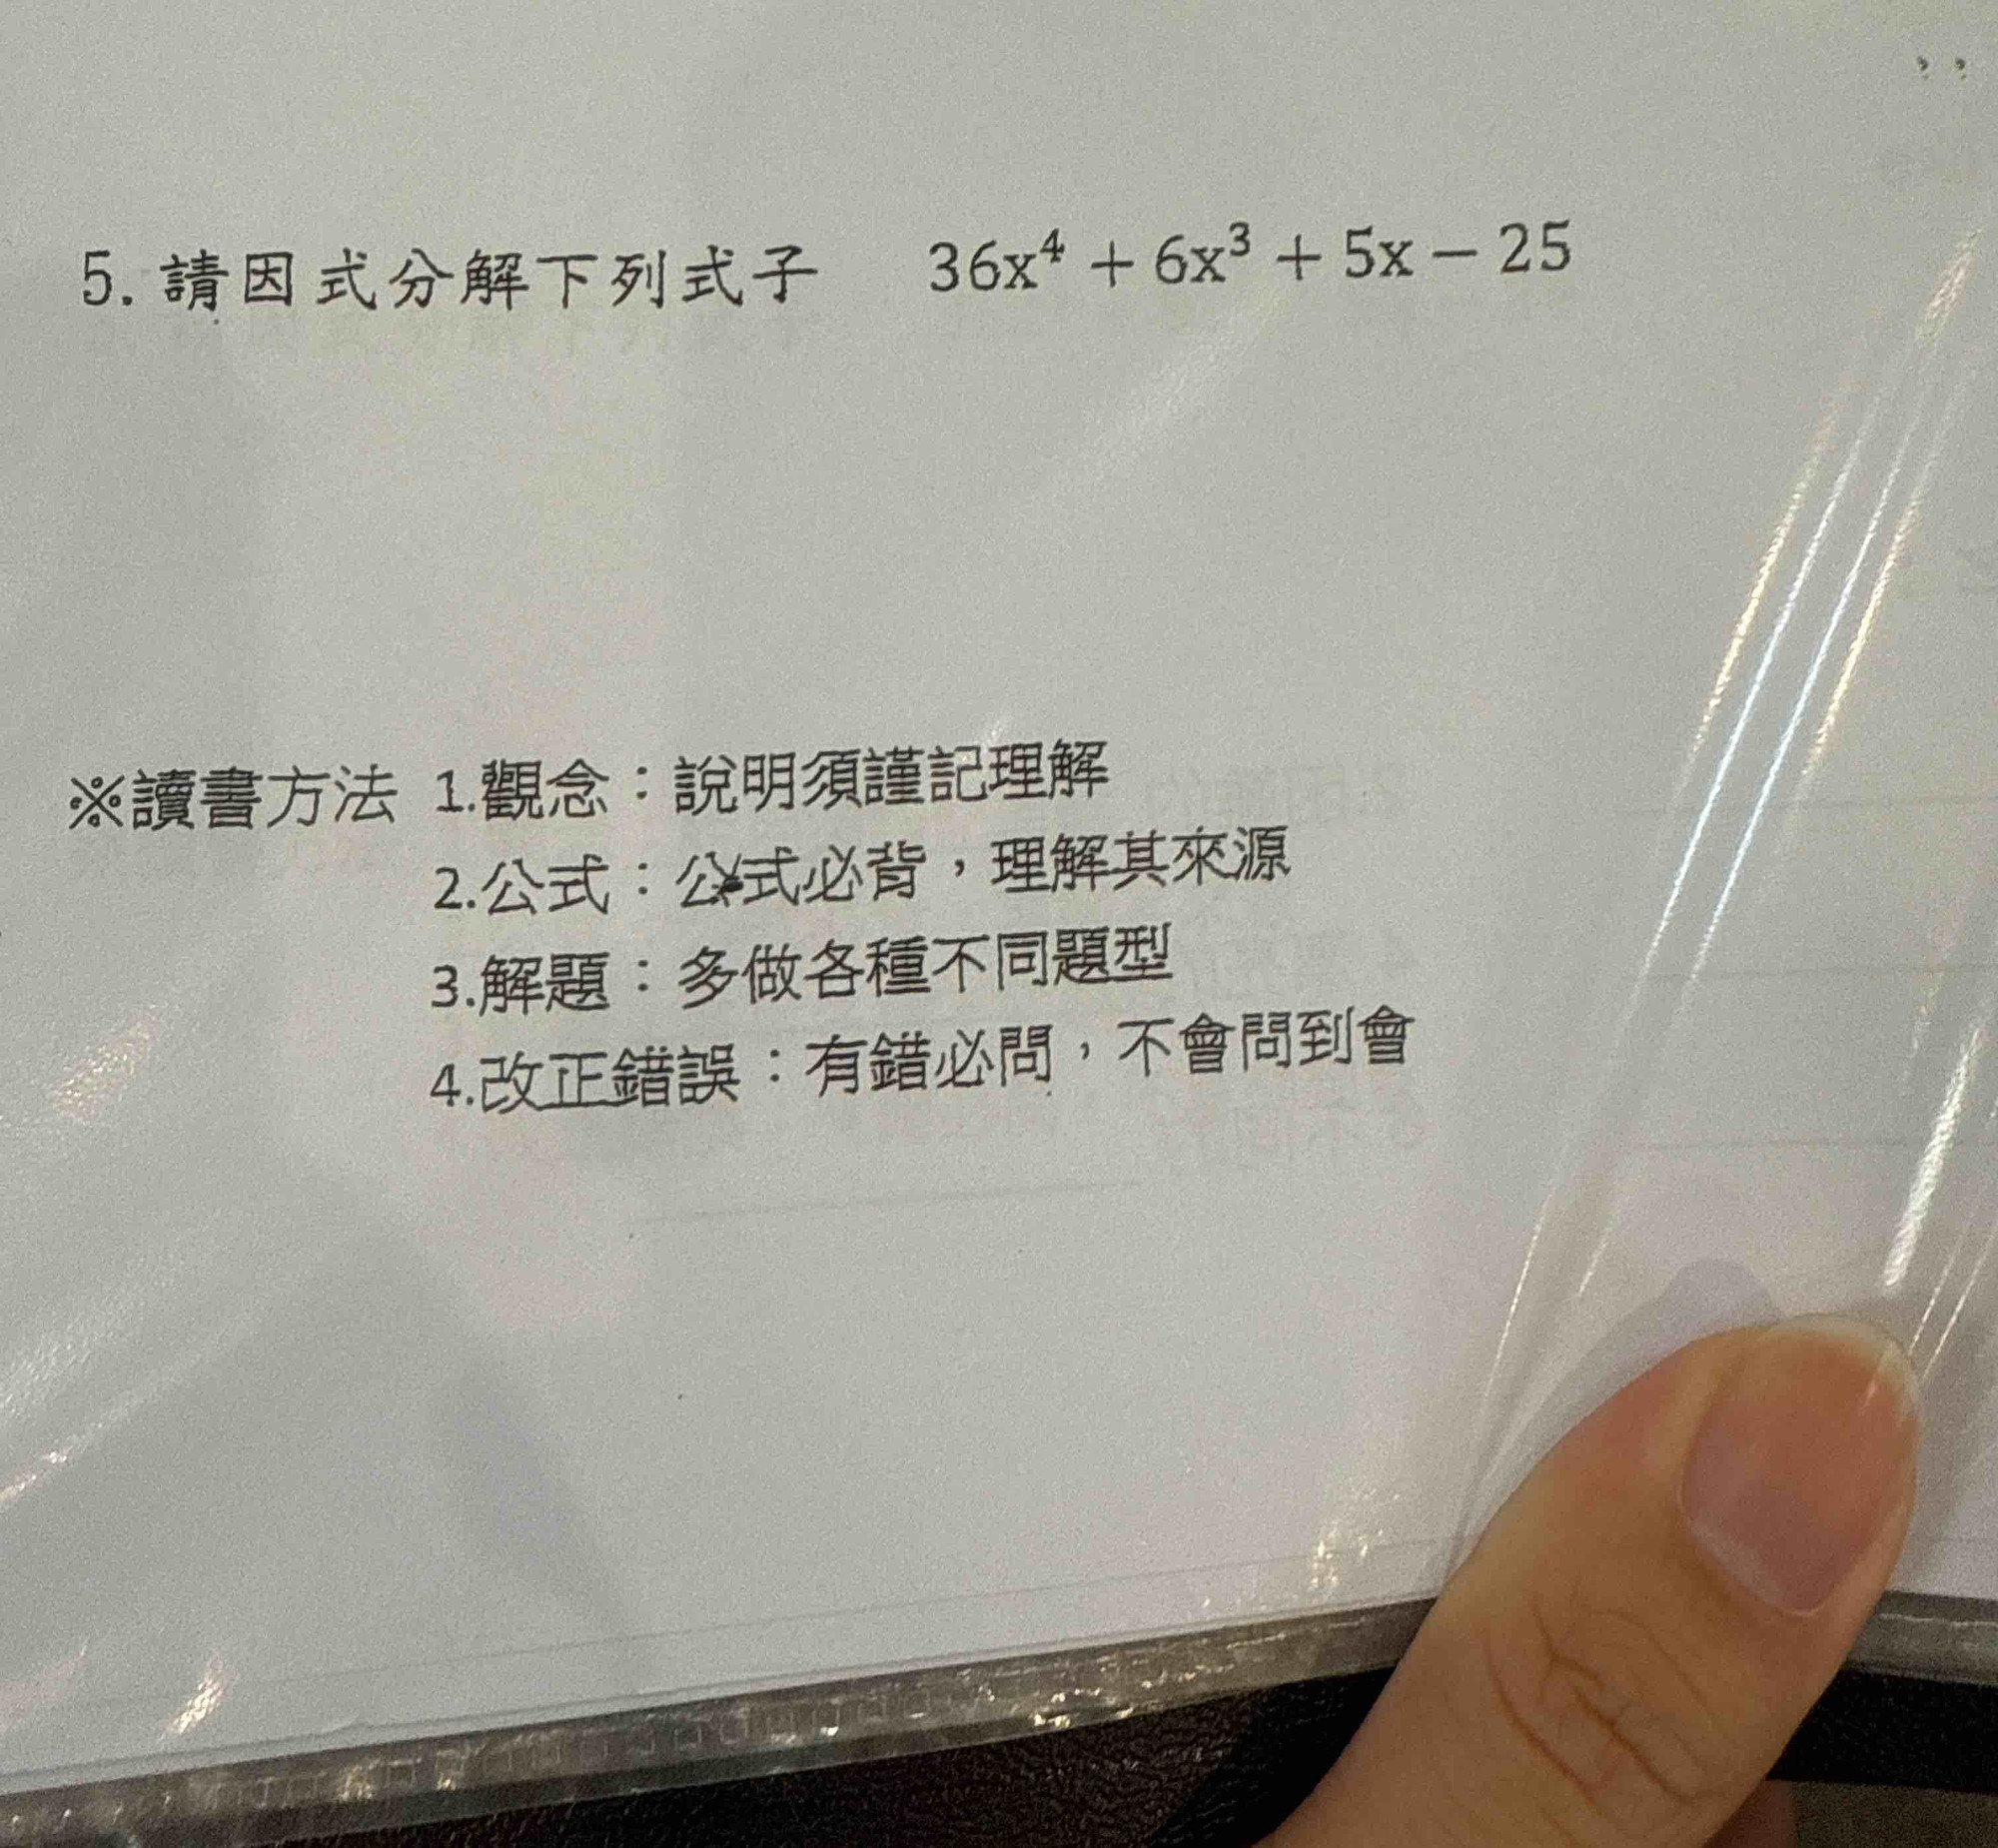 5. 請因式分解下列式子 36x⁴ + 6x³ + 5x − 25
※讀書方法 1.觀念：說明須謹記理解
2.公式：公式必背，理解其來源
3.解題：多做各種不同題型
4.改正錯誤：有錯必問，不會問到會